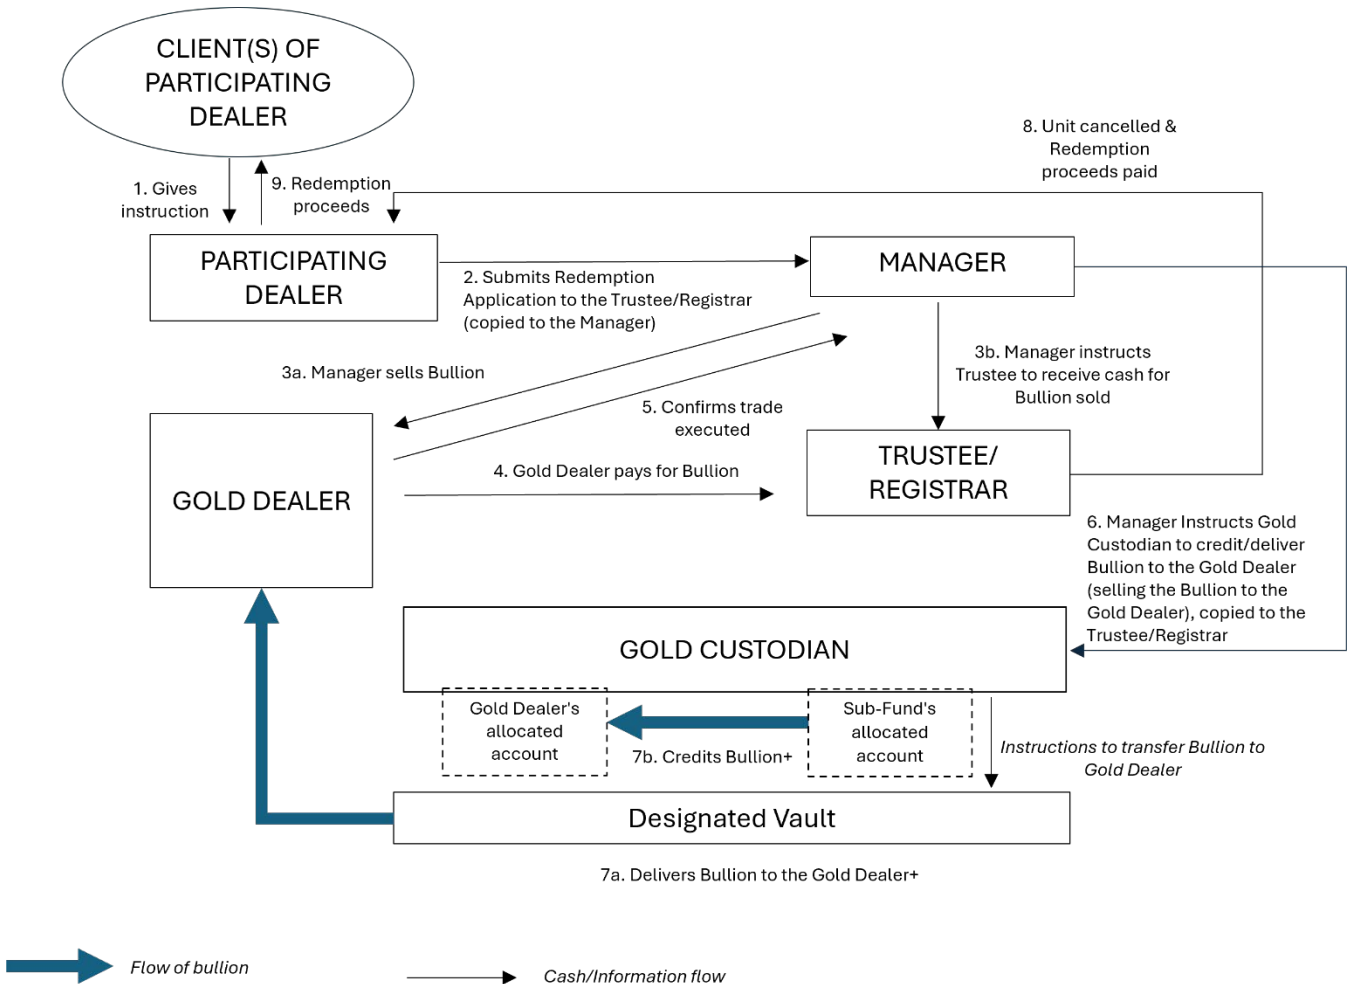 CLIENT(S) OF
PARTICIPATING
DEALER
8. Unit cancelled &
Redemption
proceeds paid
1. Gives
instruction
9. Redemption
proceeds
PARTICIPATING
DEALER
MANAGER
2. Submits Redemption
Application to the Trustee/Registrar
(copied to the Manager)
3a. Manager sells Bullion
3b. Manager instructs
Trustee to receive cash for
Bullion sold
5. Confirms trade
executed
GOLD DEALER
4. Gold Dealer pays for Bullion
TRUSTEE/
REGISTRAR
6. Manager Instructs Gold
Custodian to credit/deliver
Bullion to the Gold Dealer
(selling the Bullion to the
Gold Dealer), copied to the
Trustee/Registrar
GOLD CUSTODIAN
Gold Dealer's
allocated
account
7b. Credits Bullion+
Sub-Fund's
allocated
account
Instructions to transfer Bullion to
Gold Dealer
Designated Vault
7a. Delivers Bullion to the Gold Dealer+
Flow of bullion
Cash/Information flow